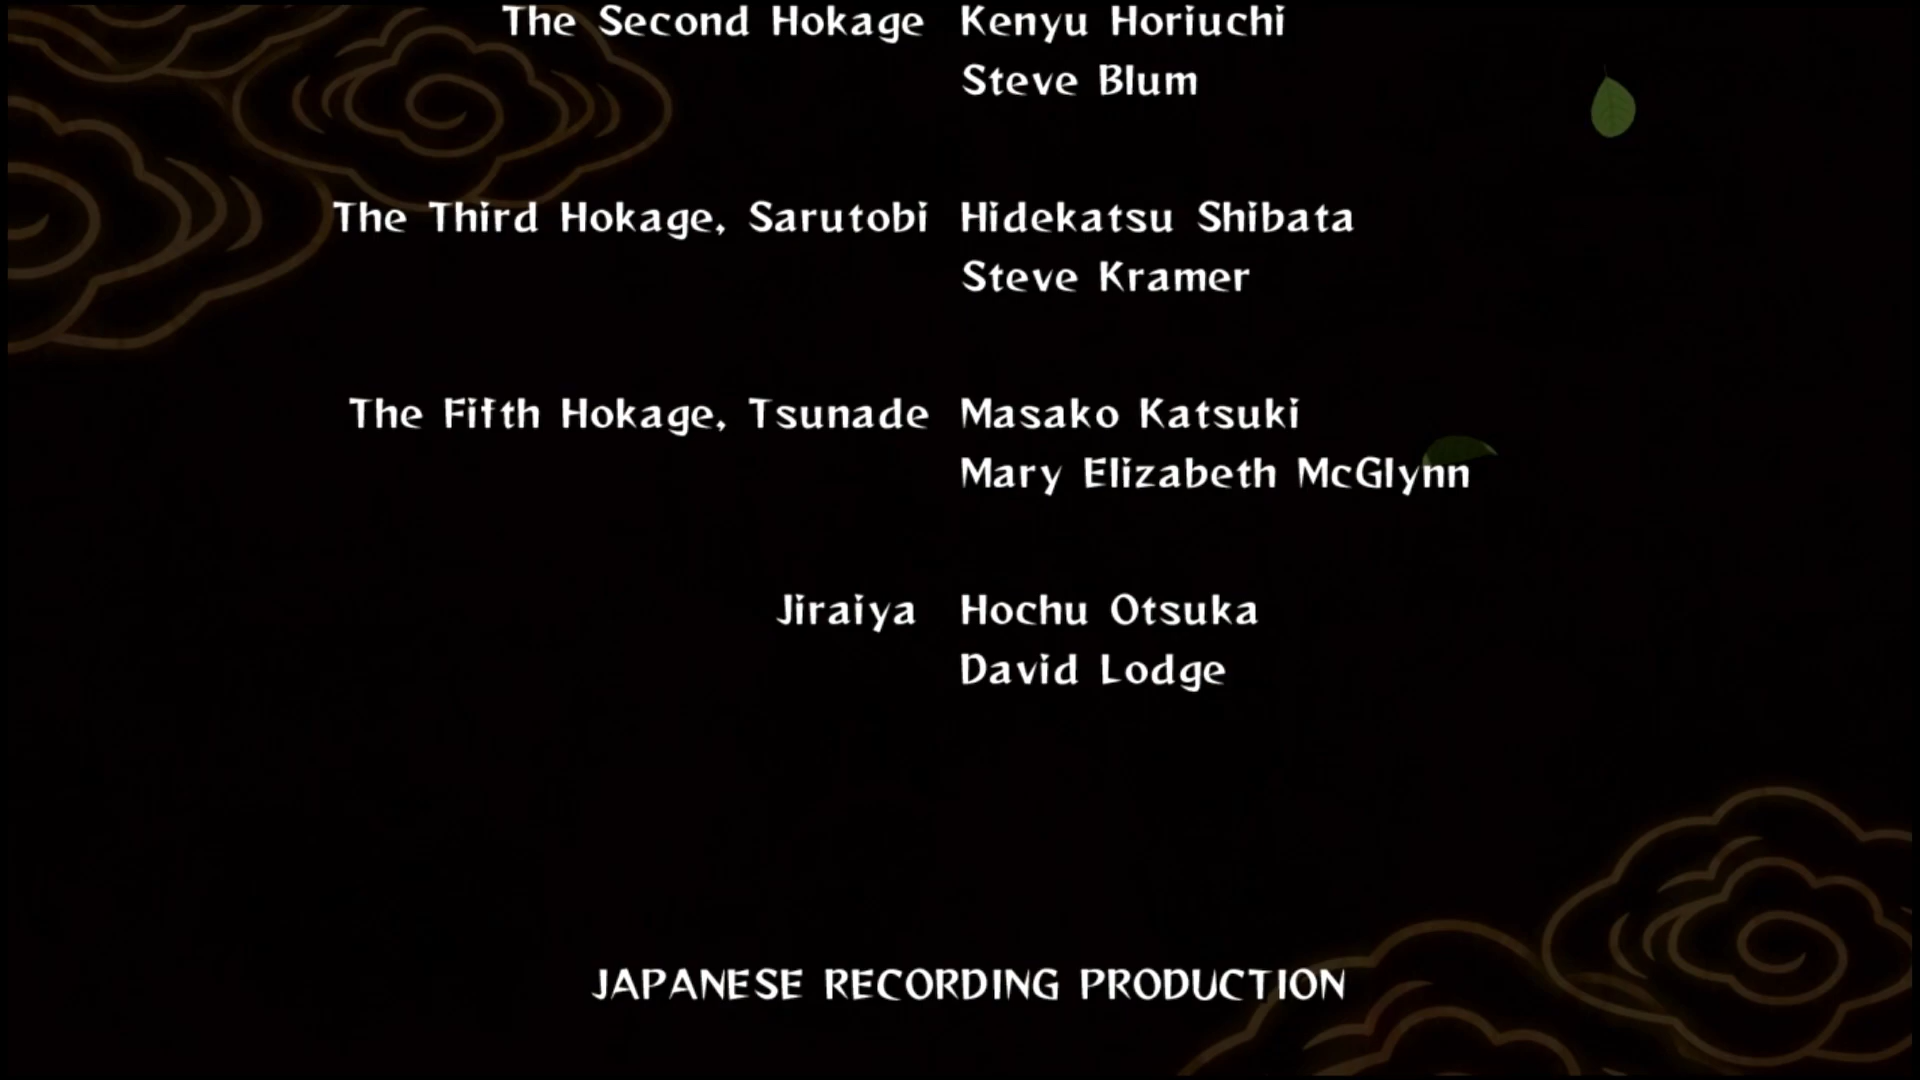 The Second Hokage Kenyu Horiuchi
Steve Blum
The Third Hokage, Sarutobi Hidekatsu Shibata
Steve Kramer
The Fifth Hokage, Tsunade Masako Katsuki
Mary Elizabeth McGlynn
Jiraiya Hochu Otsuka
David Lodge
JAPANESE RECORDING PRODUCTION